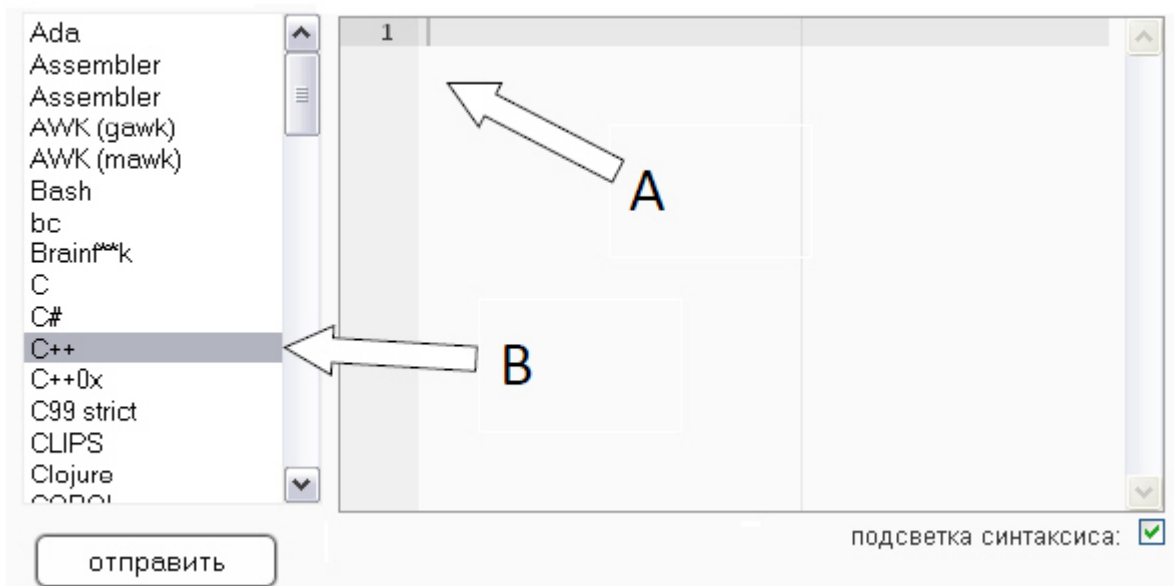 Ada
Assembler
Assembler
AWK (gawk)
AWK (mawk)
Bash
bc
Brainf**k
C
C#
C++
C++0x
C99 strict
CLIPS
Clojure
1
A
B
подсветка синтаксиса:
отправить